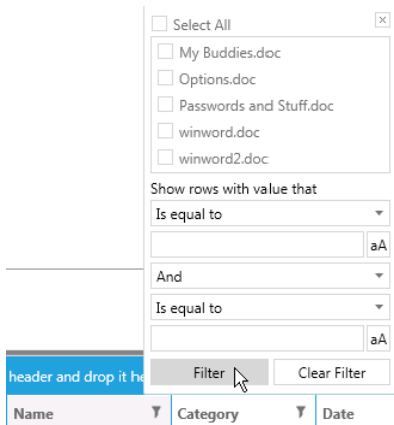 Select All
My Buddies.doc
Options.doc
Passwords and Stuff.doc
winword.doc
winword2.doc
Show rows with value that
Is equal to
aA
And
Is equal to
aA
Filter Clear Filter
header and drop it he
Name Category Date